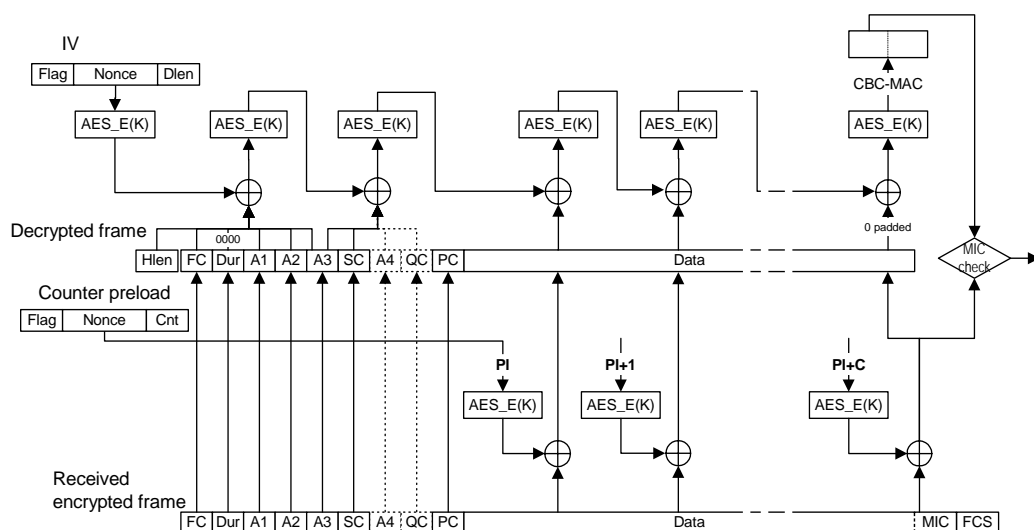 IV
Flag Nonce Dlen
CBC-MAC
AES_E(K) AES_E(K) AES_E(K) AES_E(K) AES_E(K) AES_E(K)
Decrypted frame 0000 0 padded
Hlen FC Dur A1 A2 A3 SC A4 QC PC Data
MIC
check
Counter preload
Flag Nonce Cnt
PI PI+1 PI+C
AES_E(K) AES_E(K) AES_E(K)
Received
encrypted frame
FC Dur A1 A2 A3 SC A4 QC PC Data MIC FCS